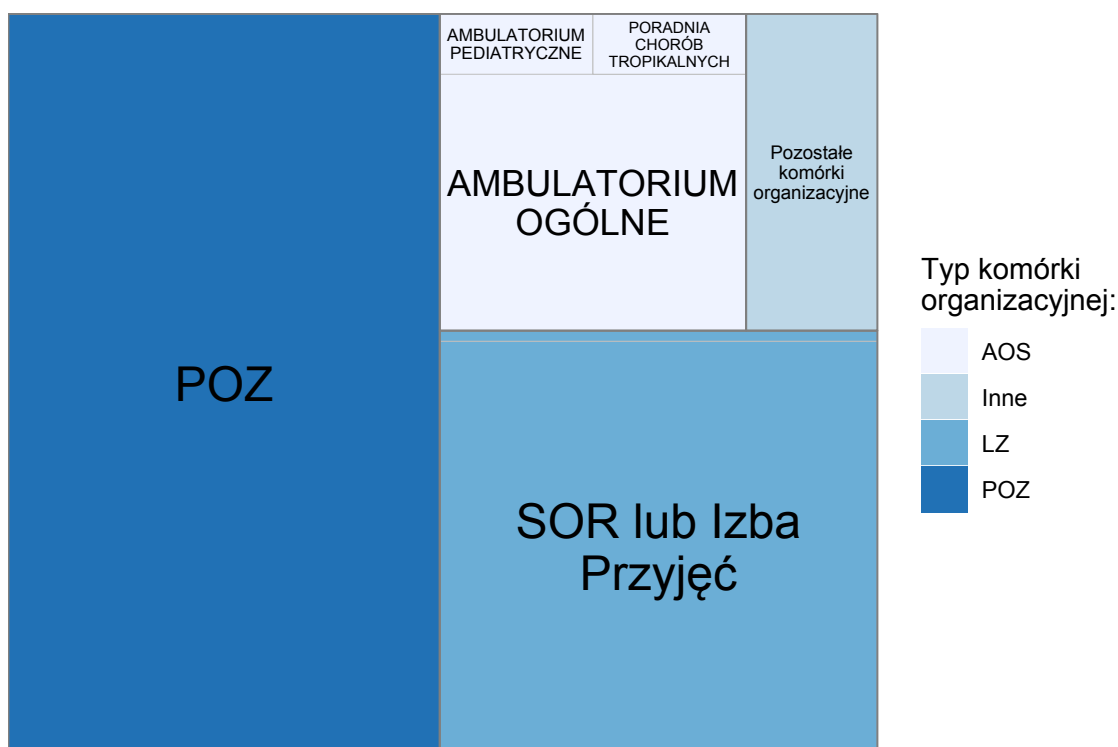 POZ
AMBULATORIUM
PEDIATRYCZNE
PORADNIA
CHORÓB
TROPIKALNYCH
AMBULATORIUM
OGÓLNE
Pozostałe
komórki
organizacyjne
SOR lub Izba
Przyjęć
Typ komórki
organizacyjnej:
AOS
Inne
LZ
POZ